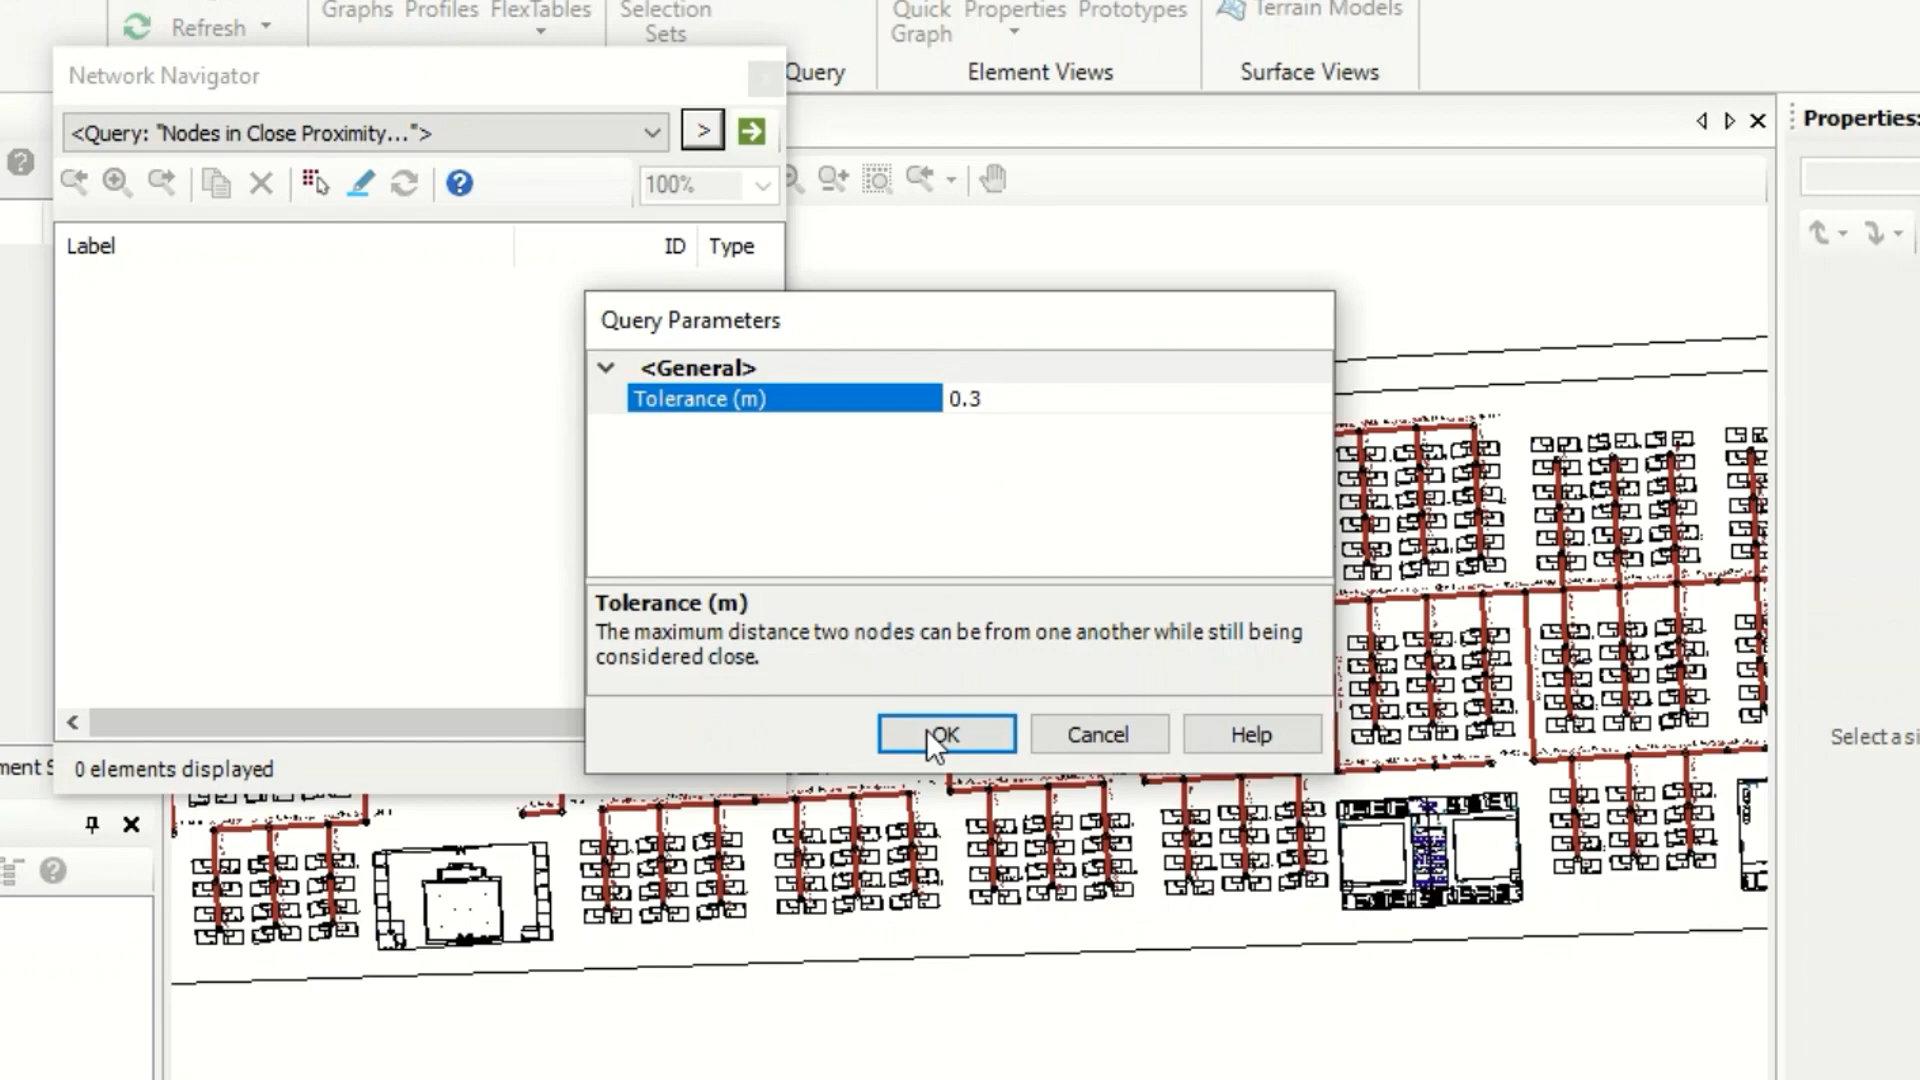 Graphs Profiles FlexTables
Selection
Sets
Quick
Graph
Properties Prototypes
Terrain Models
Refresh
Query
Element Views
Surface Views
Network Navigator
Properties:
<Query: "Nodes in Close Proximity..."> >
100%
Label ID Type
Query Parameters
<General>
Tolerance (m) 0.3
Tolerance (m)
The maximum distance two nodes can be from one another while still being
considered close.
OK Cancel Help
Select a si
ment S
0 elements displayed